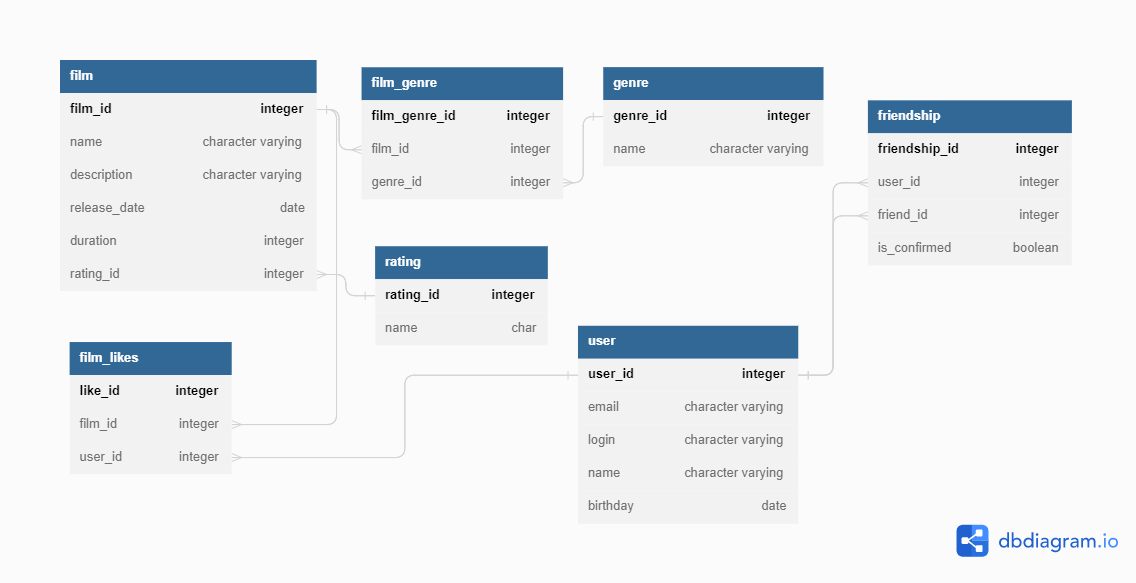 film
film_id integer
name character varying
description character varying
release_date date
duration integer
rating_id integer
film_genre
film_genre_id integer
film_id integer
genre_id integer
genre
genre_id integer
name character varying
friendship
friendship_id integer
user_id integer
friend_id integer
is_confirmed boolean
rating
rating_id integer
name char
film_likes
like_id integer
film_id integer
user_id integer
user
user_id integer
email character varying
login character varying
name character varying
birthday date
dbdiagram.io